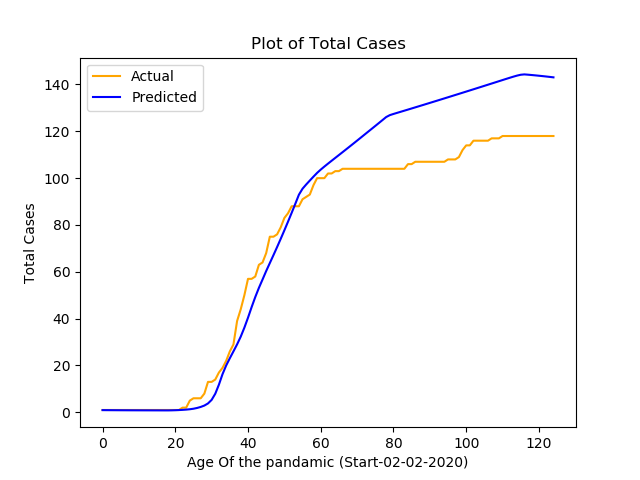 Plot of Total Cases
Actual
Predicted
Total Cases
140
120
100
80
60
40
20
0
0 20 40 60 80 100 120
Age Of the pandamic (Start-02-02-2020)